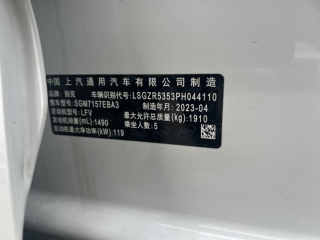 中国 上汽通用汽车有限公司制造
品牌：别克 车辆识别代号：LSGZR5353PH044110
整车型号：SGM7157EBA3 制造年月：2023-04
发动机型号：LFV 最大允许总质量(kg)：1910
发动机排量(mL)：1490 乘坐人数：5
发动机最大净功率(kW)：119